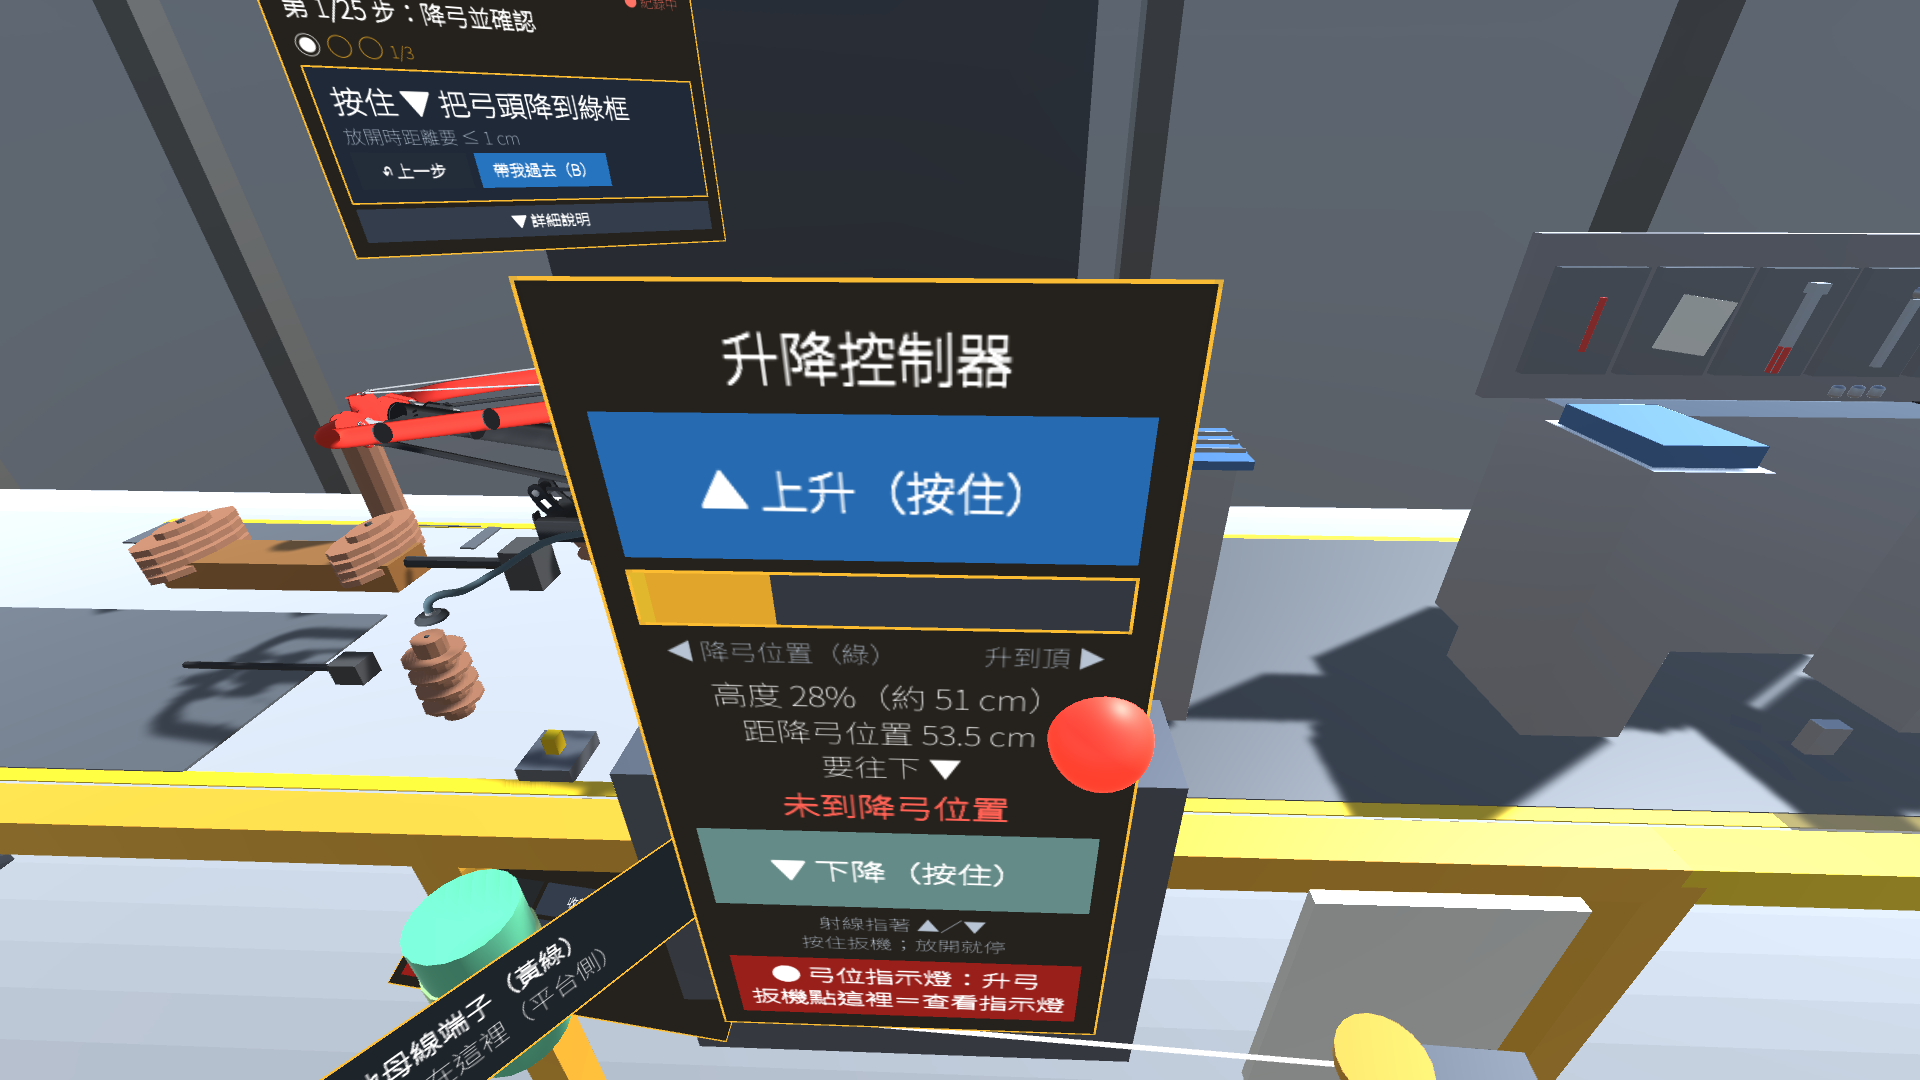 第 1/25 步：降弓並確認
紀錄中
1/3
按住▼ 把弓頭降到綠框
放開時距離要 ≤ 1 cm
上一步
帶我過去（B）
▼ 詳細說明
升降控制器
▲ 上升（按住）
◀ 降弓位置（綠）
升到頂 ▶
高度 28%（約 51 cm）
距降弓位置 53.5 cm
要往下 ▼
未到降弓位置
▼ 下降（按住）
射線指著 ▲／▼
按住扳機；放開就停
● 弓位指示燈：升弓
扳機點這裡＝查看指示燈
母線端子（黃綠）
在這裡（平台側）